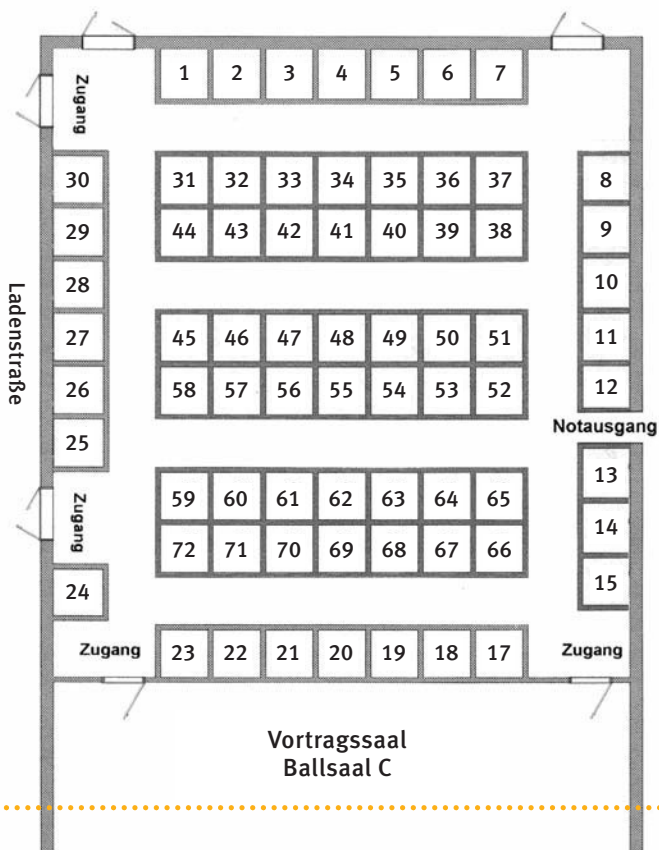 1 2 3 4 5 6 7
Zugang
30 31 32 33 34 35 36 37 8
29 44 43 42 41 40 39 38 9
28 10
27 45 46 47 48 49 50 51 11
26 58 57 56 55 54 53 52 12
Ladenstraße
25 Notausgang
13
59 60 61 62 63 64 65
Zugang
72 71 70 69 68 67 66 14
24 15
Zugang 23 22 21 20 19 18 17 Zugang
Vortragssaal
Ballsaal C